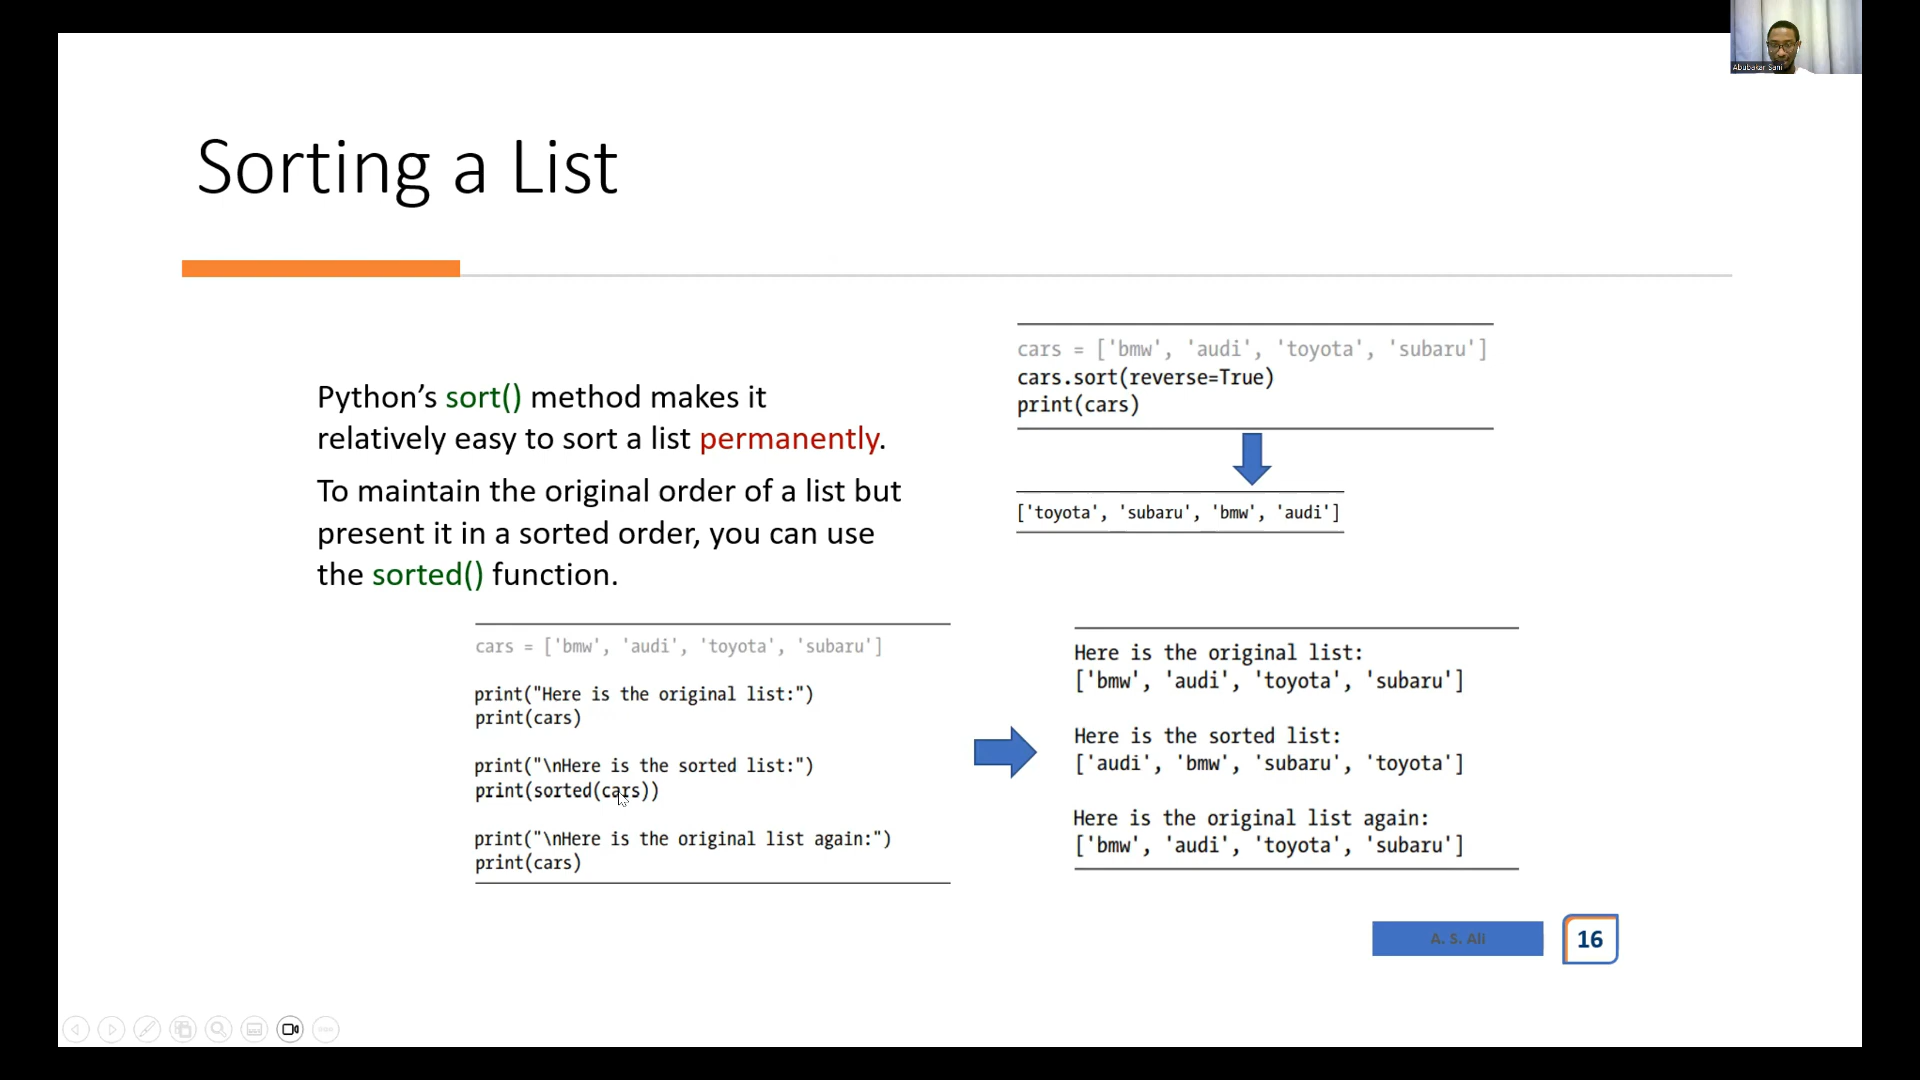 Abubakar Sani
Sorting a List
Python’s sort() method makes it
relatively easy to sort a list permanently.
To maintain the original order of a list but
present it in a sorted order, you can use
the sorted() function.
cars = ['bmw', 'audi', 'toyota', 'subaru']
cars.sort(reverse=True)
print(cars)
['toyota', 'subaru', 'bmw', 'audi']
cars = ['bmw', 'audi', 'toyota', 'subaru']
print("Here is the original list:")
print(cars)
print("\nHere is the sorted list:")
print(sorted(cars))
print("\nHere is the original list again:")
print(cars)
Here is the original list:
['bmw', 'audi', 'toyota', 'subaru']
Here is the sorted list:
['audi', 'bmw', 'subaru', 'toyota']
Here is the original list again:
['bmw', 'audi', 'toyota', 'subaru']
A. S. Ali
16